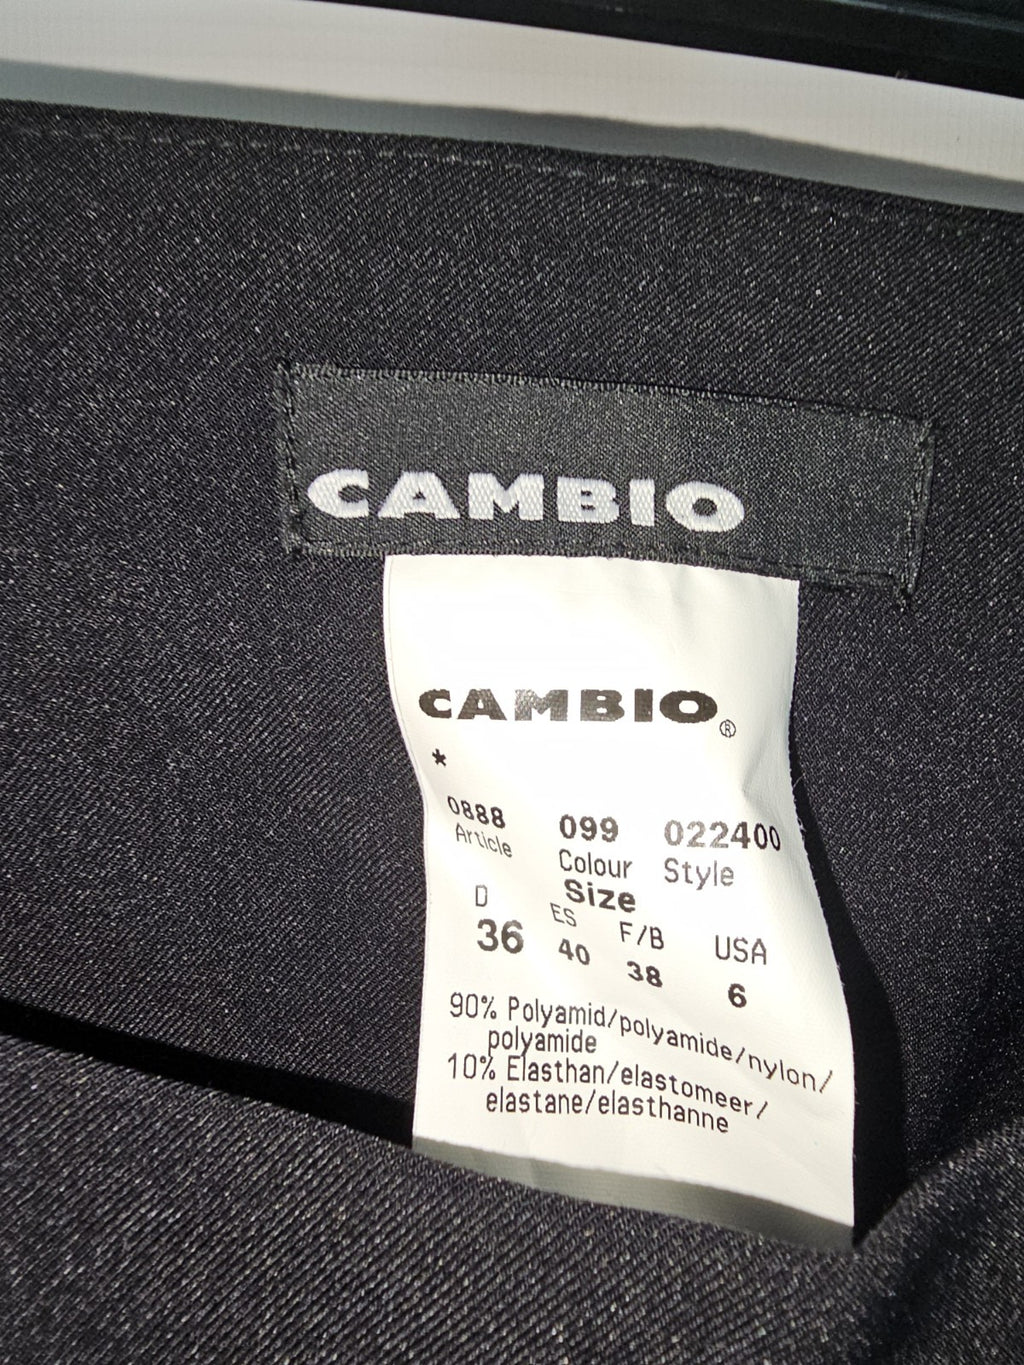 CAMBIO
CAMBIO®
*
0888 099 022400
Article Colour Style
Size
D ES F/B USA
36 40 38 6
90% Polyamid/polyamide/nylon/
polyamide
10% Elasthan/elastomeer/
elastane/elasthanne